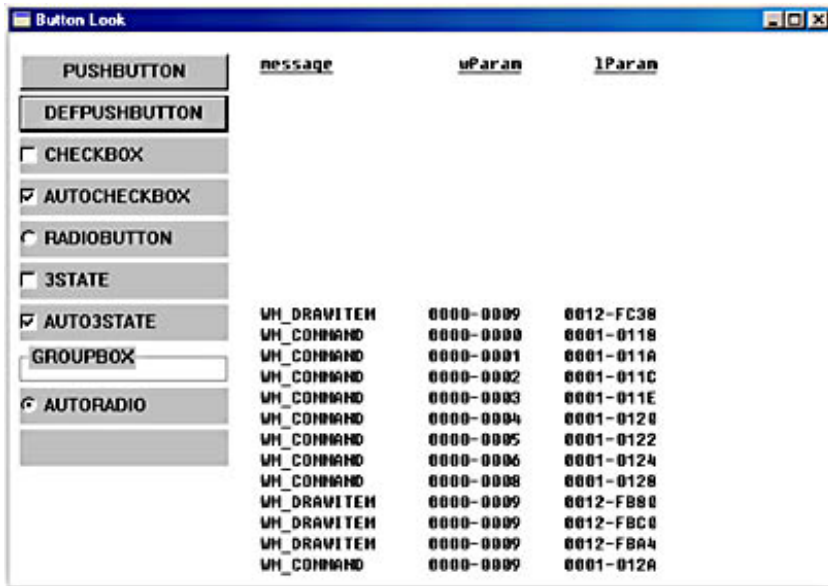 Button Look
PUSHBUTTON
DEFPUSHBUTTON
CHECKBOX
AUTOCHECKBOX
RADIOBUTTON
3STATE
AUTO3STATE
GROUPBOX
AUTORADIO
message wParam lParam
WM_DRAWITEM 0000-0009 0012-FC38
WM_COMMAND 0000-0000 0001-0118
WM_COMMAND 0000-0001 0001-011A
WM_COMMAND 0000-0002 0001-011C
WM_COMMAND 0000-0003 0001-011E
WM_COMMAND 0000-0004 0001-0120
WM_COMMAND 0000-0005 0001-0122
WM_COMMAND 0000-0006 0001-0124
WM_COMMAND 0000-0008 0001-0128
WM_DRAWITEM 0000-0009 0012-FB80
WM_DRAWITEM 0000-0009 0012-FBC0
WM_DRAWITEM 0000-0009 0012-FBA4
WM_COMMAND 0000-0009 0001-012A